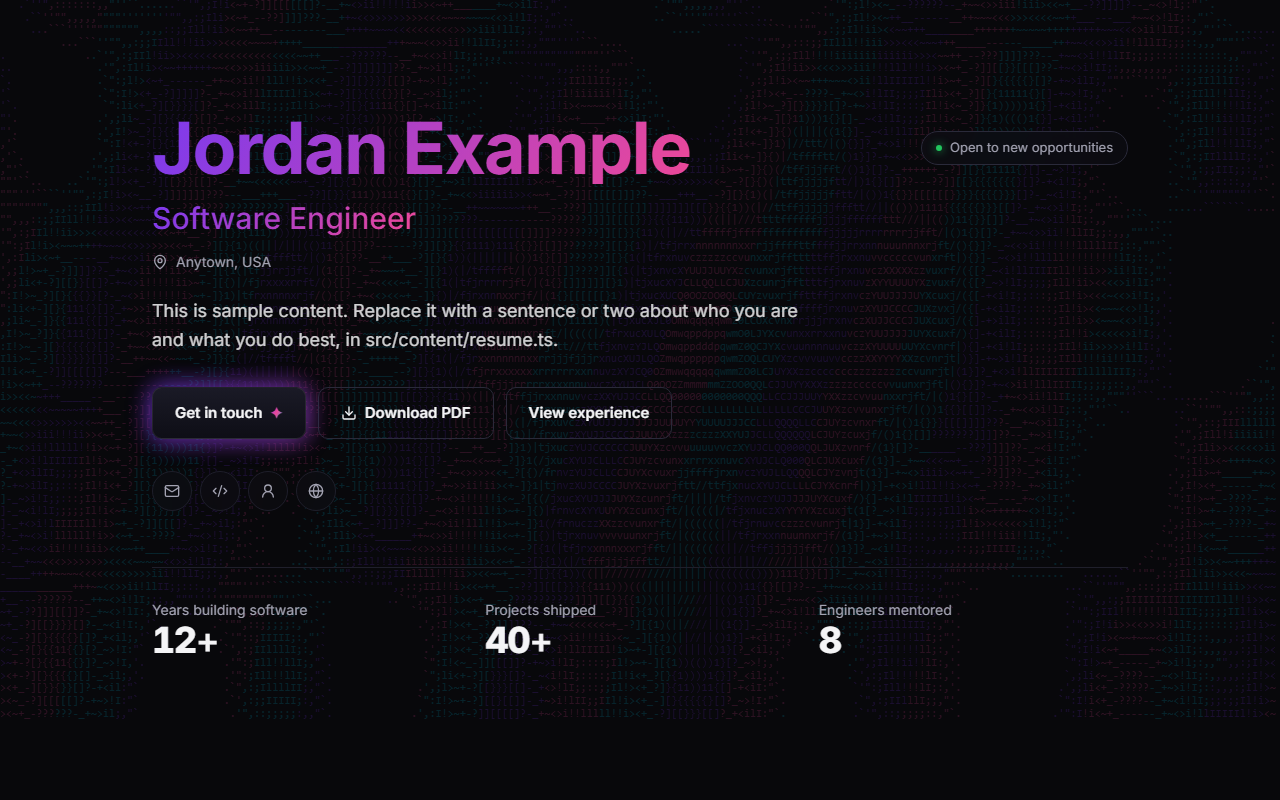 Jordan Example
Open to new opportunities
Software Engineer
Anytown, USA
This is sample content. Replace it with a sentence or two about who you are
and what you do best, in src/content/resume.ts.
Get in touch
Download PDF
View experience
Years building software
Projects shipped
Engineers mentored
12+
40+
8